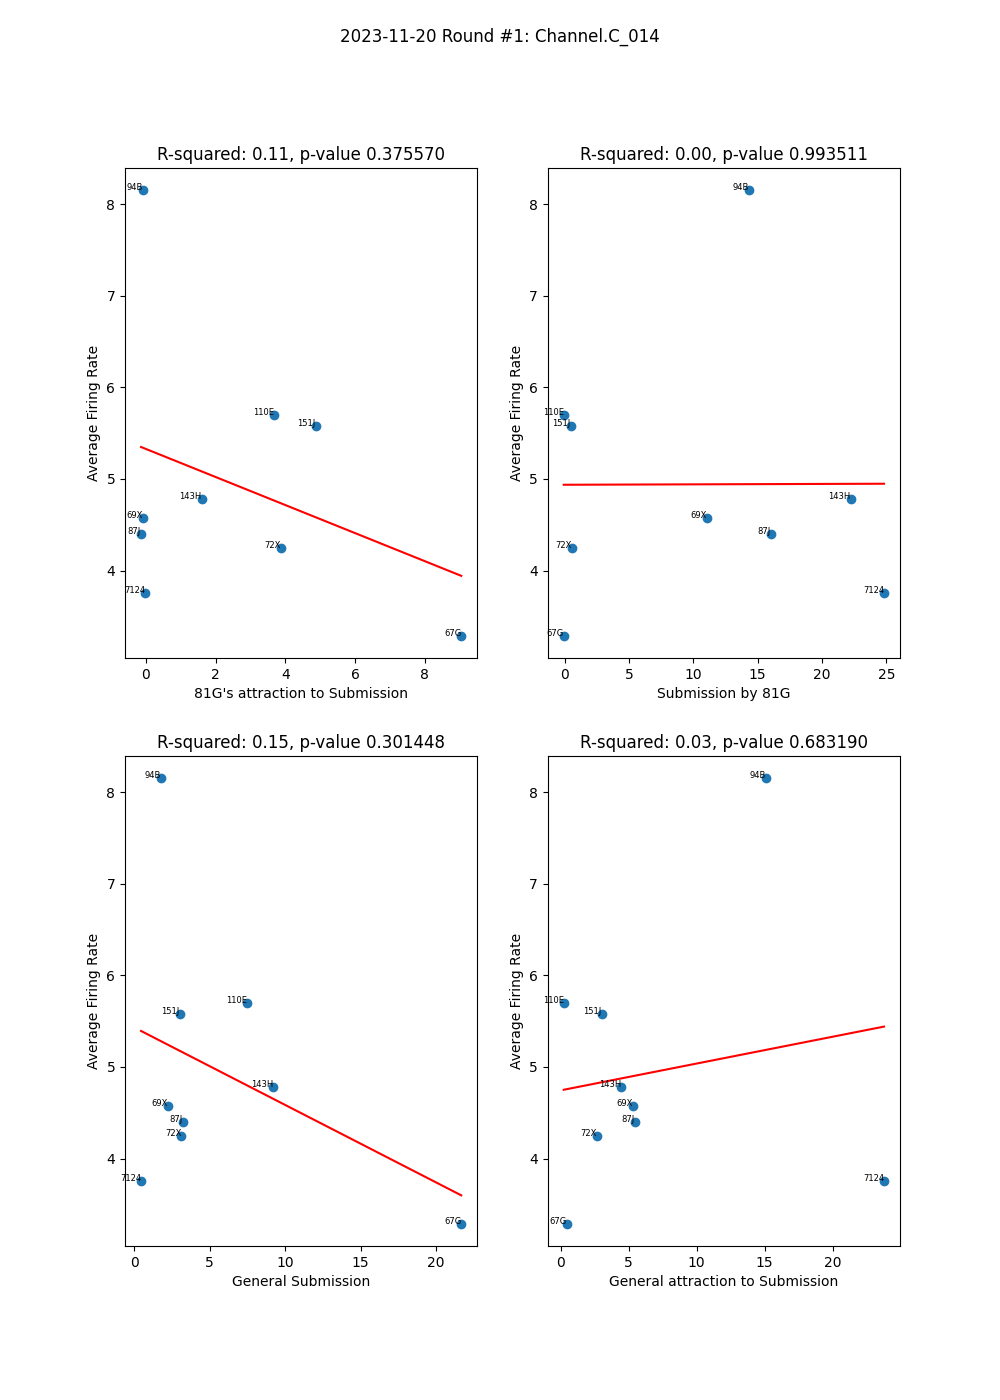 2023-11-20 Round #1: Channel.C_014
R-squared: 0.11, p-value 0.375570
8
7
6
5
4
Average Firing Rate
94B
110E
151J
143H
69X
87J
72X
7124
67G
0 2 4 6 8
81G's attraction to Submission
R-squared: 0.00, p-value 0.993511
8
7
6
5
4
Average Firing Rate
94B
110E
151J
143H
69X
87J
72X
7124
67G
0 5 10 15 20 25
Submission by 81G
R-squared: 0.15, p-value 0.301448
8
7
6
5
4
Average Firing Rate
94B
110E
151J
143H
69X
87J
72X
7124
67G
0 5 10 15 20
General Submission
R-squared: 0.03, p-value 0.683190
8
7
6
5
4
Average Firing Rate
94B
110E
151J
143H
69X
87J
72X
7124
67G
0 5 10 15 20
General attraction to Submission